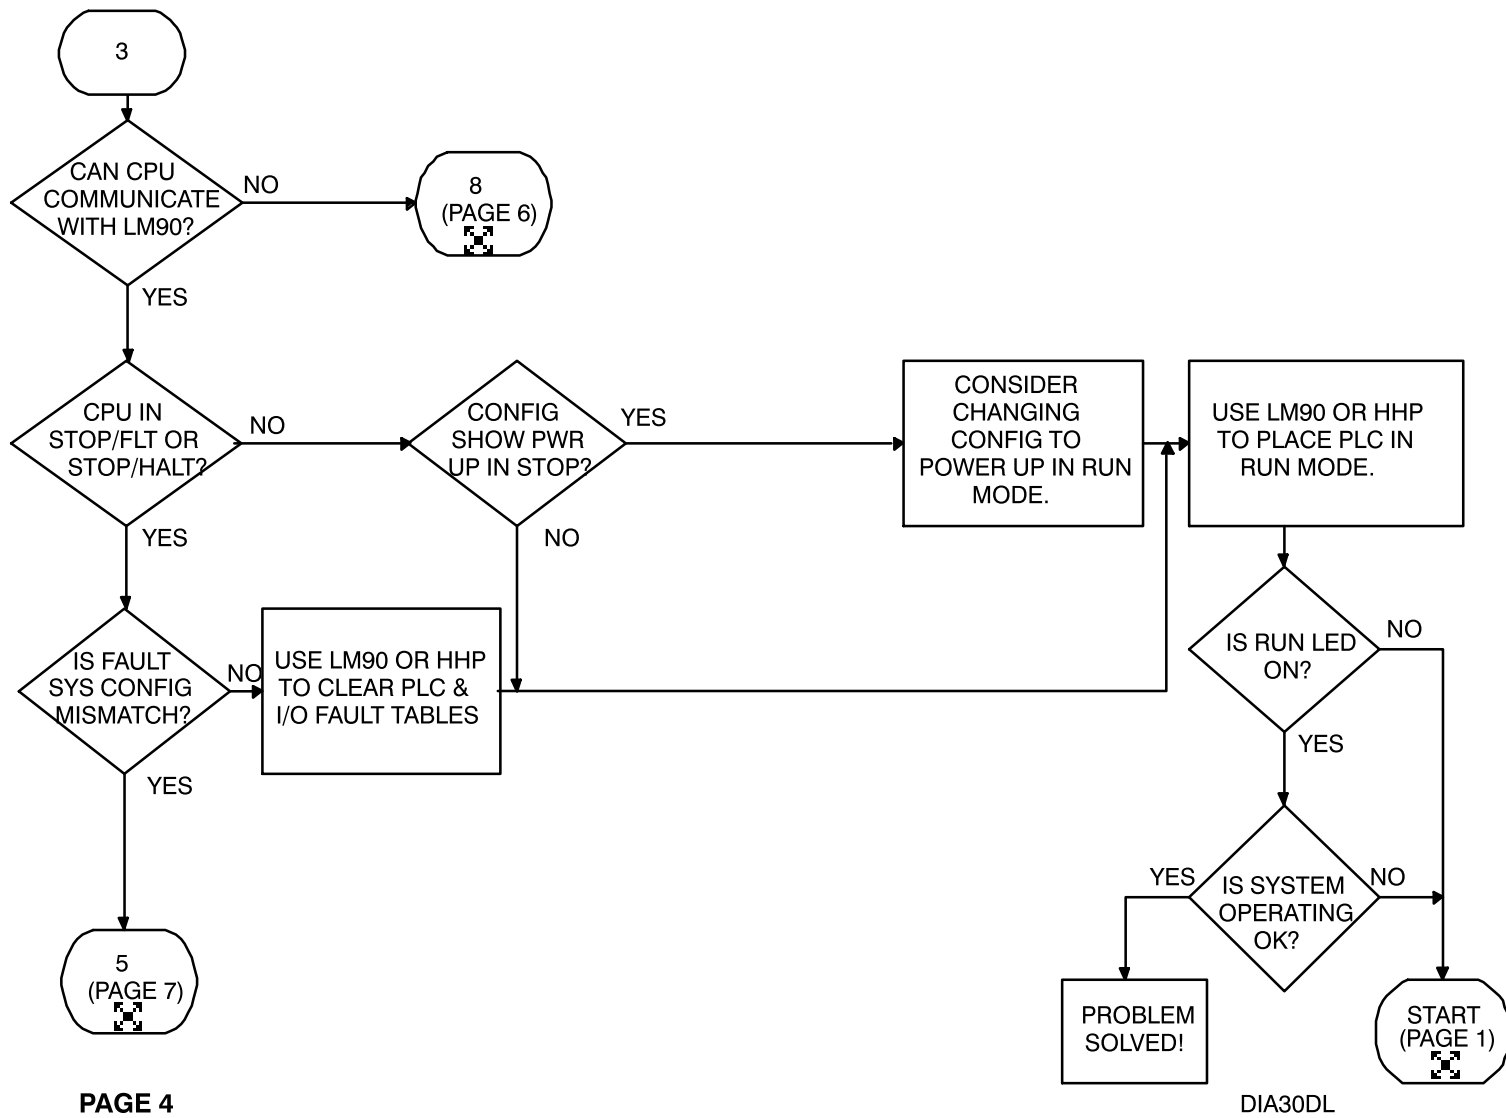 3
CAN CPU
COMMUNICATE
WITH LM90?
NO
8
(PAGE 6)
YES
CPU IN
STOP/FLT OR
STOP/HALT?
NO
CONFIG
SHOW PWR
UP IN STOP?
YES
CONSIDER
CHANGING
CONFIG TO
POWER UP IN RUN
MODE.
USE LM90 OR HHP
TO PLACE PLC IN
RUN MODE.
YES
NO
IS FAULT
SYS CONFIG
MISMATCH?
NO
USE LM90 OR HHP
TO CLEAR PLC &
I/O FAULT TABLES
IS RUN LED
ON?
NO
YES
YES
IS SYSTEM
OPERATING
OK?
YES
NO
5
(PAGE 7)
PROBLEM
SOLVED!
START
(PAGE 1)
PAGE 4
DIA30DL